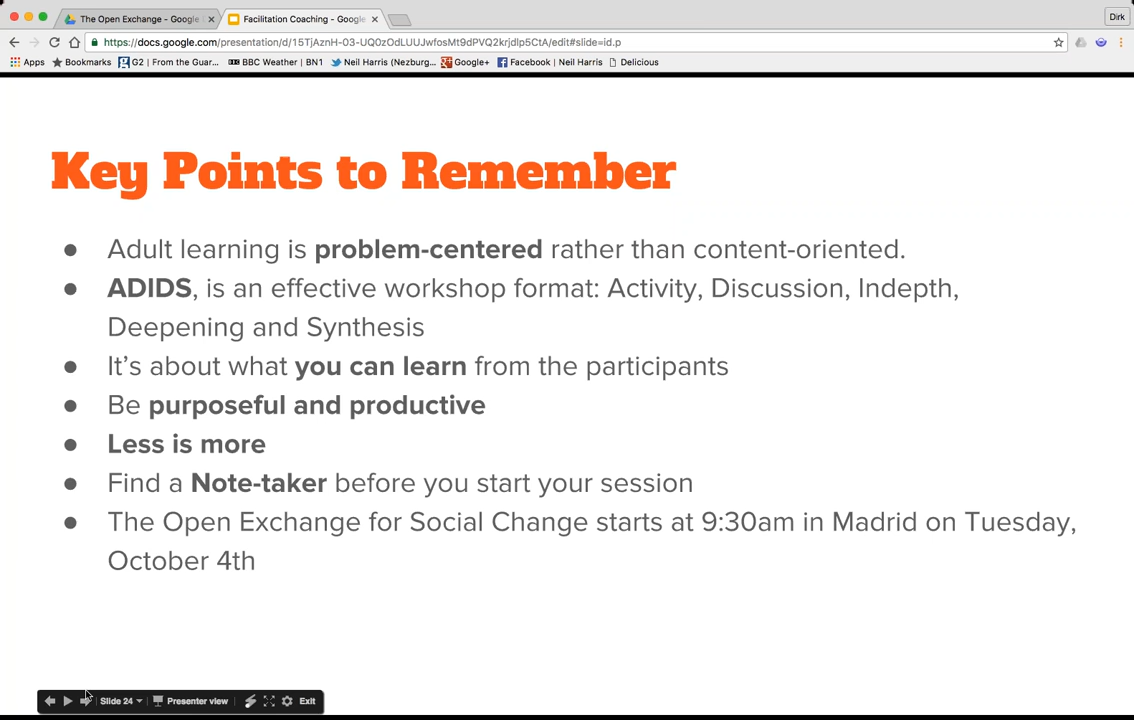 The Open Exchange - Google
Facilitation Coaching - Google
Dirk
https://docs.google.com/presentation/d/15TjAznH-03-UQ0zOdLUUJwfosMt9dPVQ2krjdlp5CtA/edit#slide=id.p
Apps Bookmarks G2 | From the Guar... BBC Weather | BN1 Neil Harris (Nezburg... Google+ Facebook | Neil Harris Delicious
Key Points to Remember
● Adult learning is problem-centered rather than content-oriented.
● ADIDS, is an effective workshop format: Activity, Discussion, Indepth,
Deepening and Synthesis
● It’s about what you can learn from the participants
● Be purposeful and productive
● Less is more
● Find a Note-taker before you start your session
● The Open Exchange for Social Change starts at 9:30am in Madrid on Tuesday,
October 4th
Slide 24 Presenter view Exit